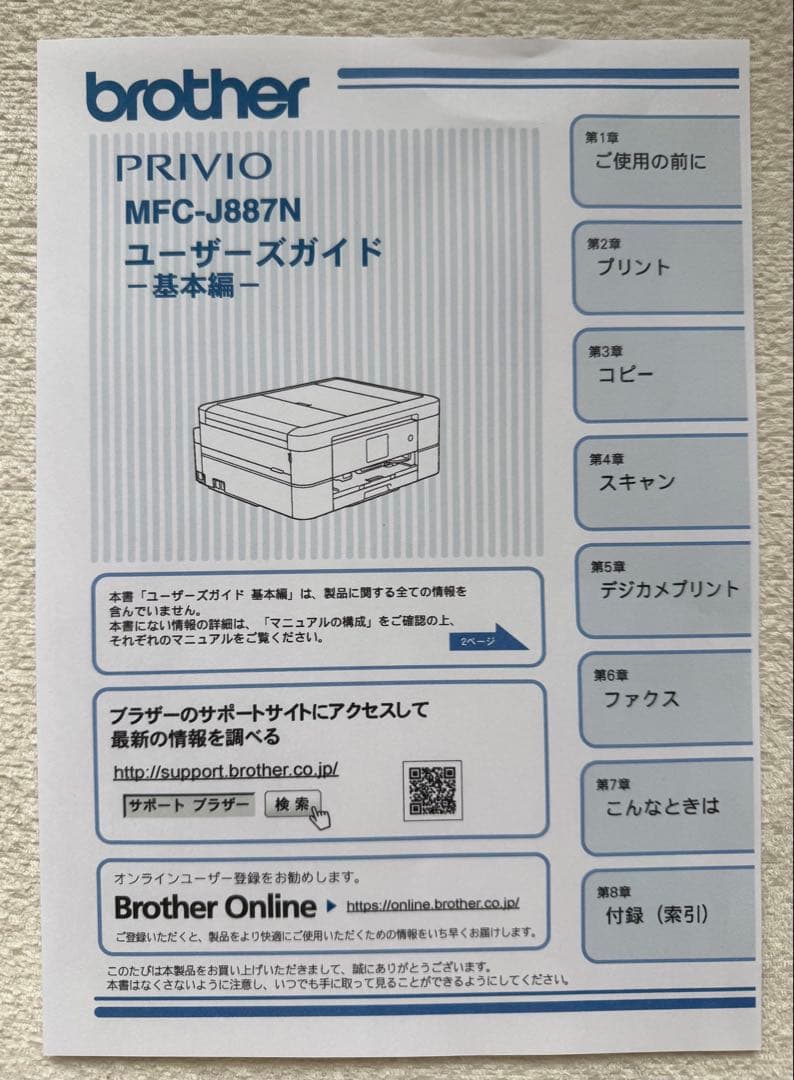 brother
PRIVIO
MFC-J887N
ユーザーズガイド
－基本編－
本書「ユーザーズガイド 基本編」は、製品に関する全ての情報を
含んでいません。
本書にない情報の詳細は、「マニュアルの構成」をご確認の上、
それぞれのマニュアルをご覧ください。
2ページ
ブラザーのサポートサイトにアクセスして
最新の情報を調べる
http://support.brother.co.jp/
サポート ブラザー 検索
オンラインユーザー登録をお勧めします。
Brother Online https://online.brother.co.jp/
ご登録いただくと、製品をより快適にご使用いただくための情報をいち早くお届けします。
このたびは本製品をお買い上げいただきまして、誠にありがとうございます。
本書はなくさないように注意し、いつでも手に取って見ることができるようにしてください。
第1章
ご使用の前に
第2章
プリント
第3章
コピー
第4章
スキャン
第5章
デジカメプリント
第6章
ファクス
第7章
こんなときは
第8章
付録（索引）